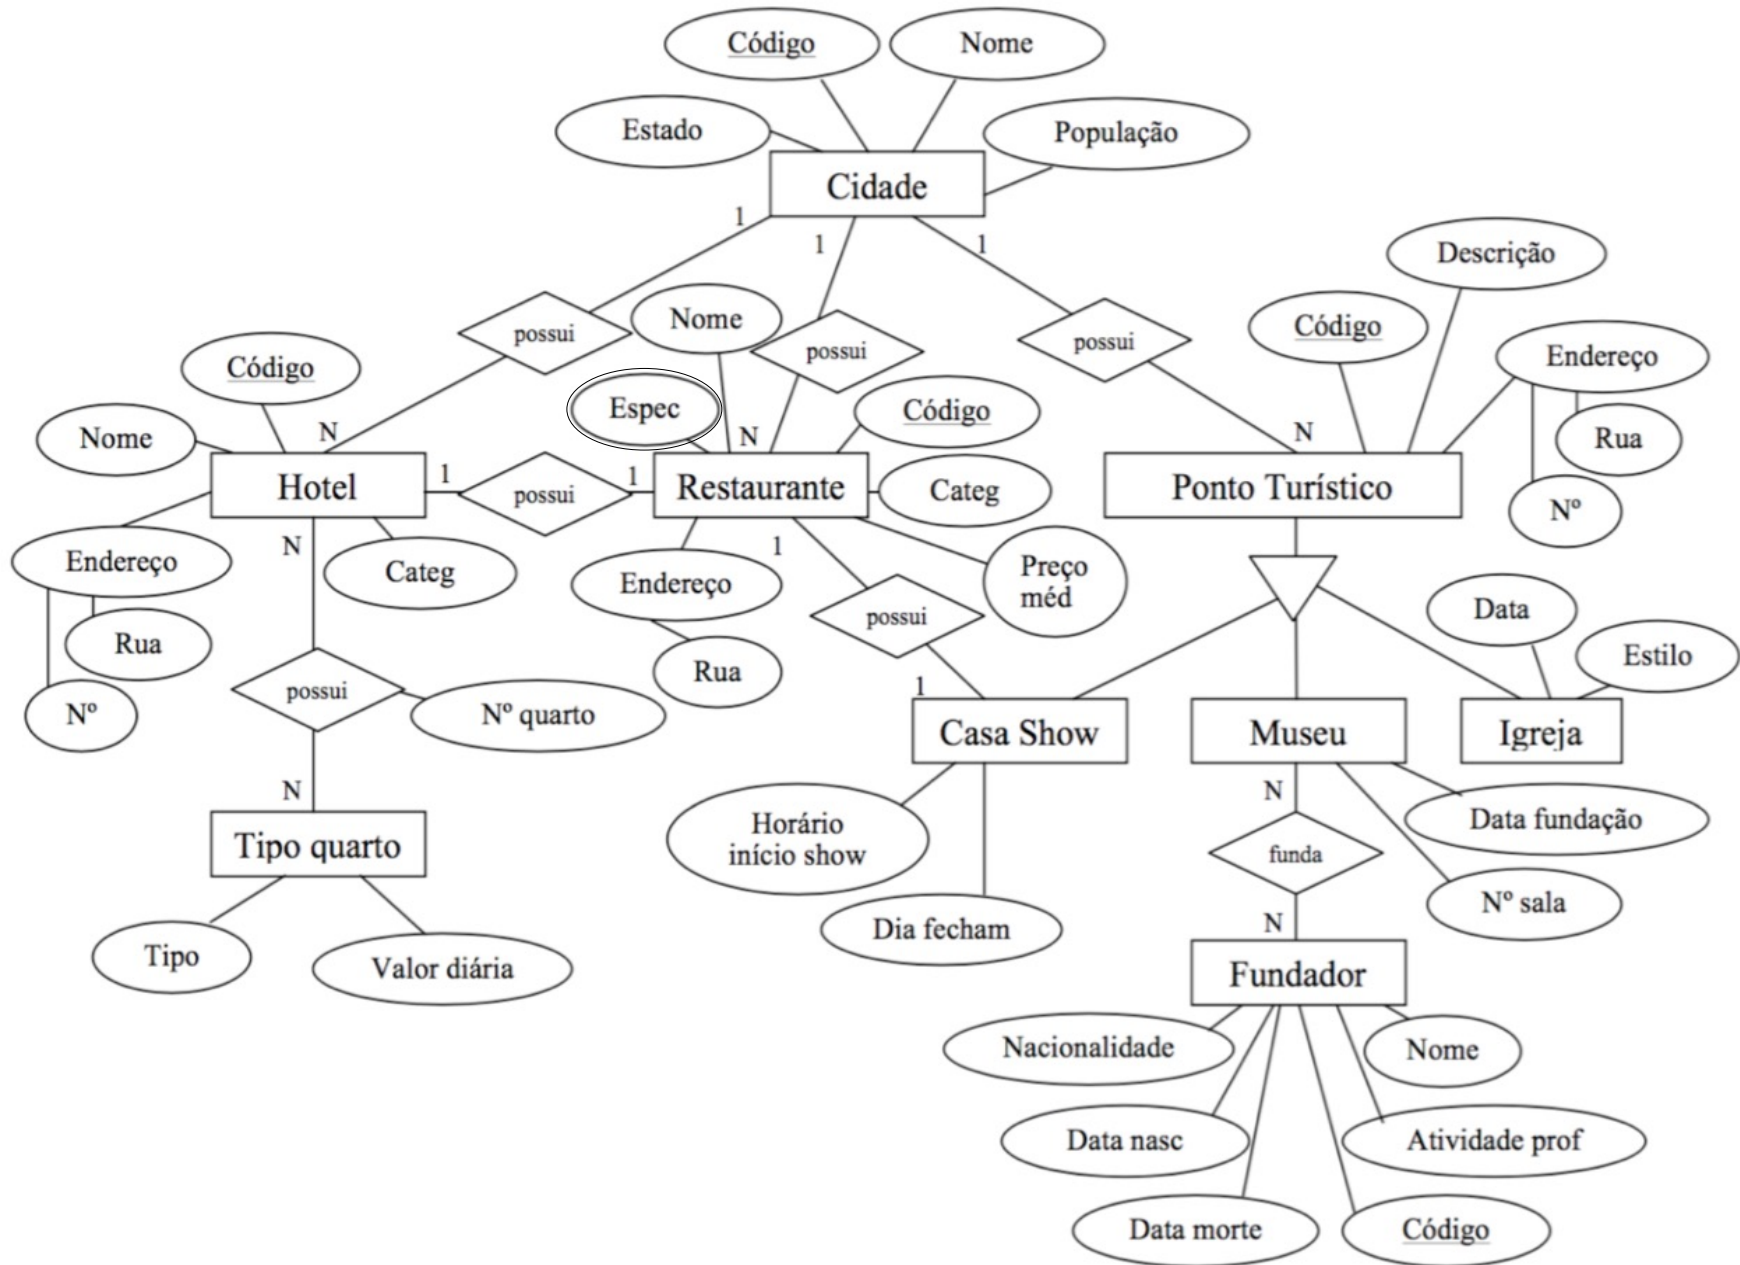 Código
Nome
Estado
População
Cidade
1
1
1
Descrição
Nome
Código
possui
possui
possui
Endereço
Código
Espec
Código
Nome
N
N
N
Rua
Hotel
1
possui
1
Restaurante
Categ
Ponto Turístico
Nº
Endereço
N
Categ
Endereço
1
Preço
méd
possui
Data
Rua
Rua
Estilo
possui
Nº
Nº quarto
1
Casa Show
Museu
Igreja
N
N
Horário
início show
Data fundação
Tipo quarto
funda
Nº sala
Dia fecham
N
Tipo
Valor diária
Fundador
Nacionalidade
Nome
Data nasc
Atividade prof
Data morte
Código